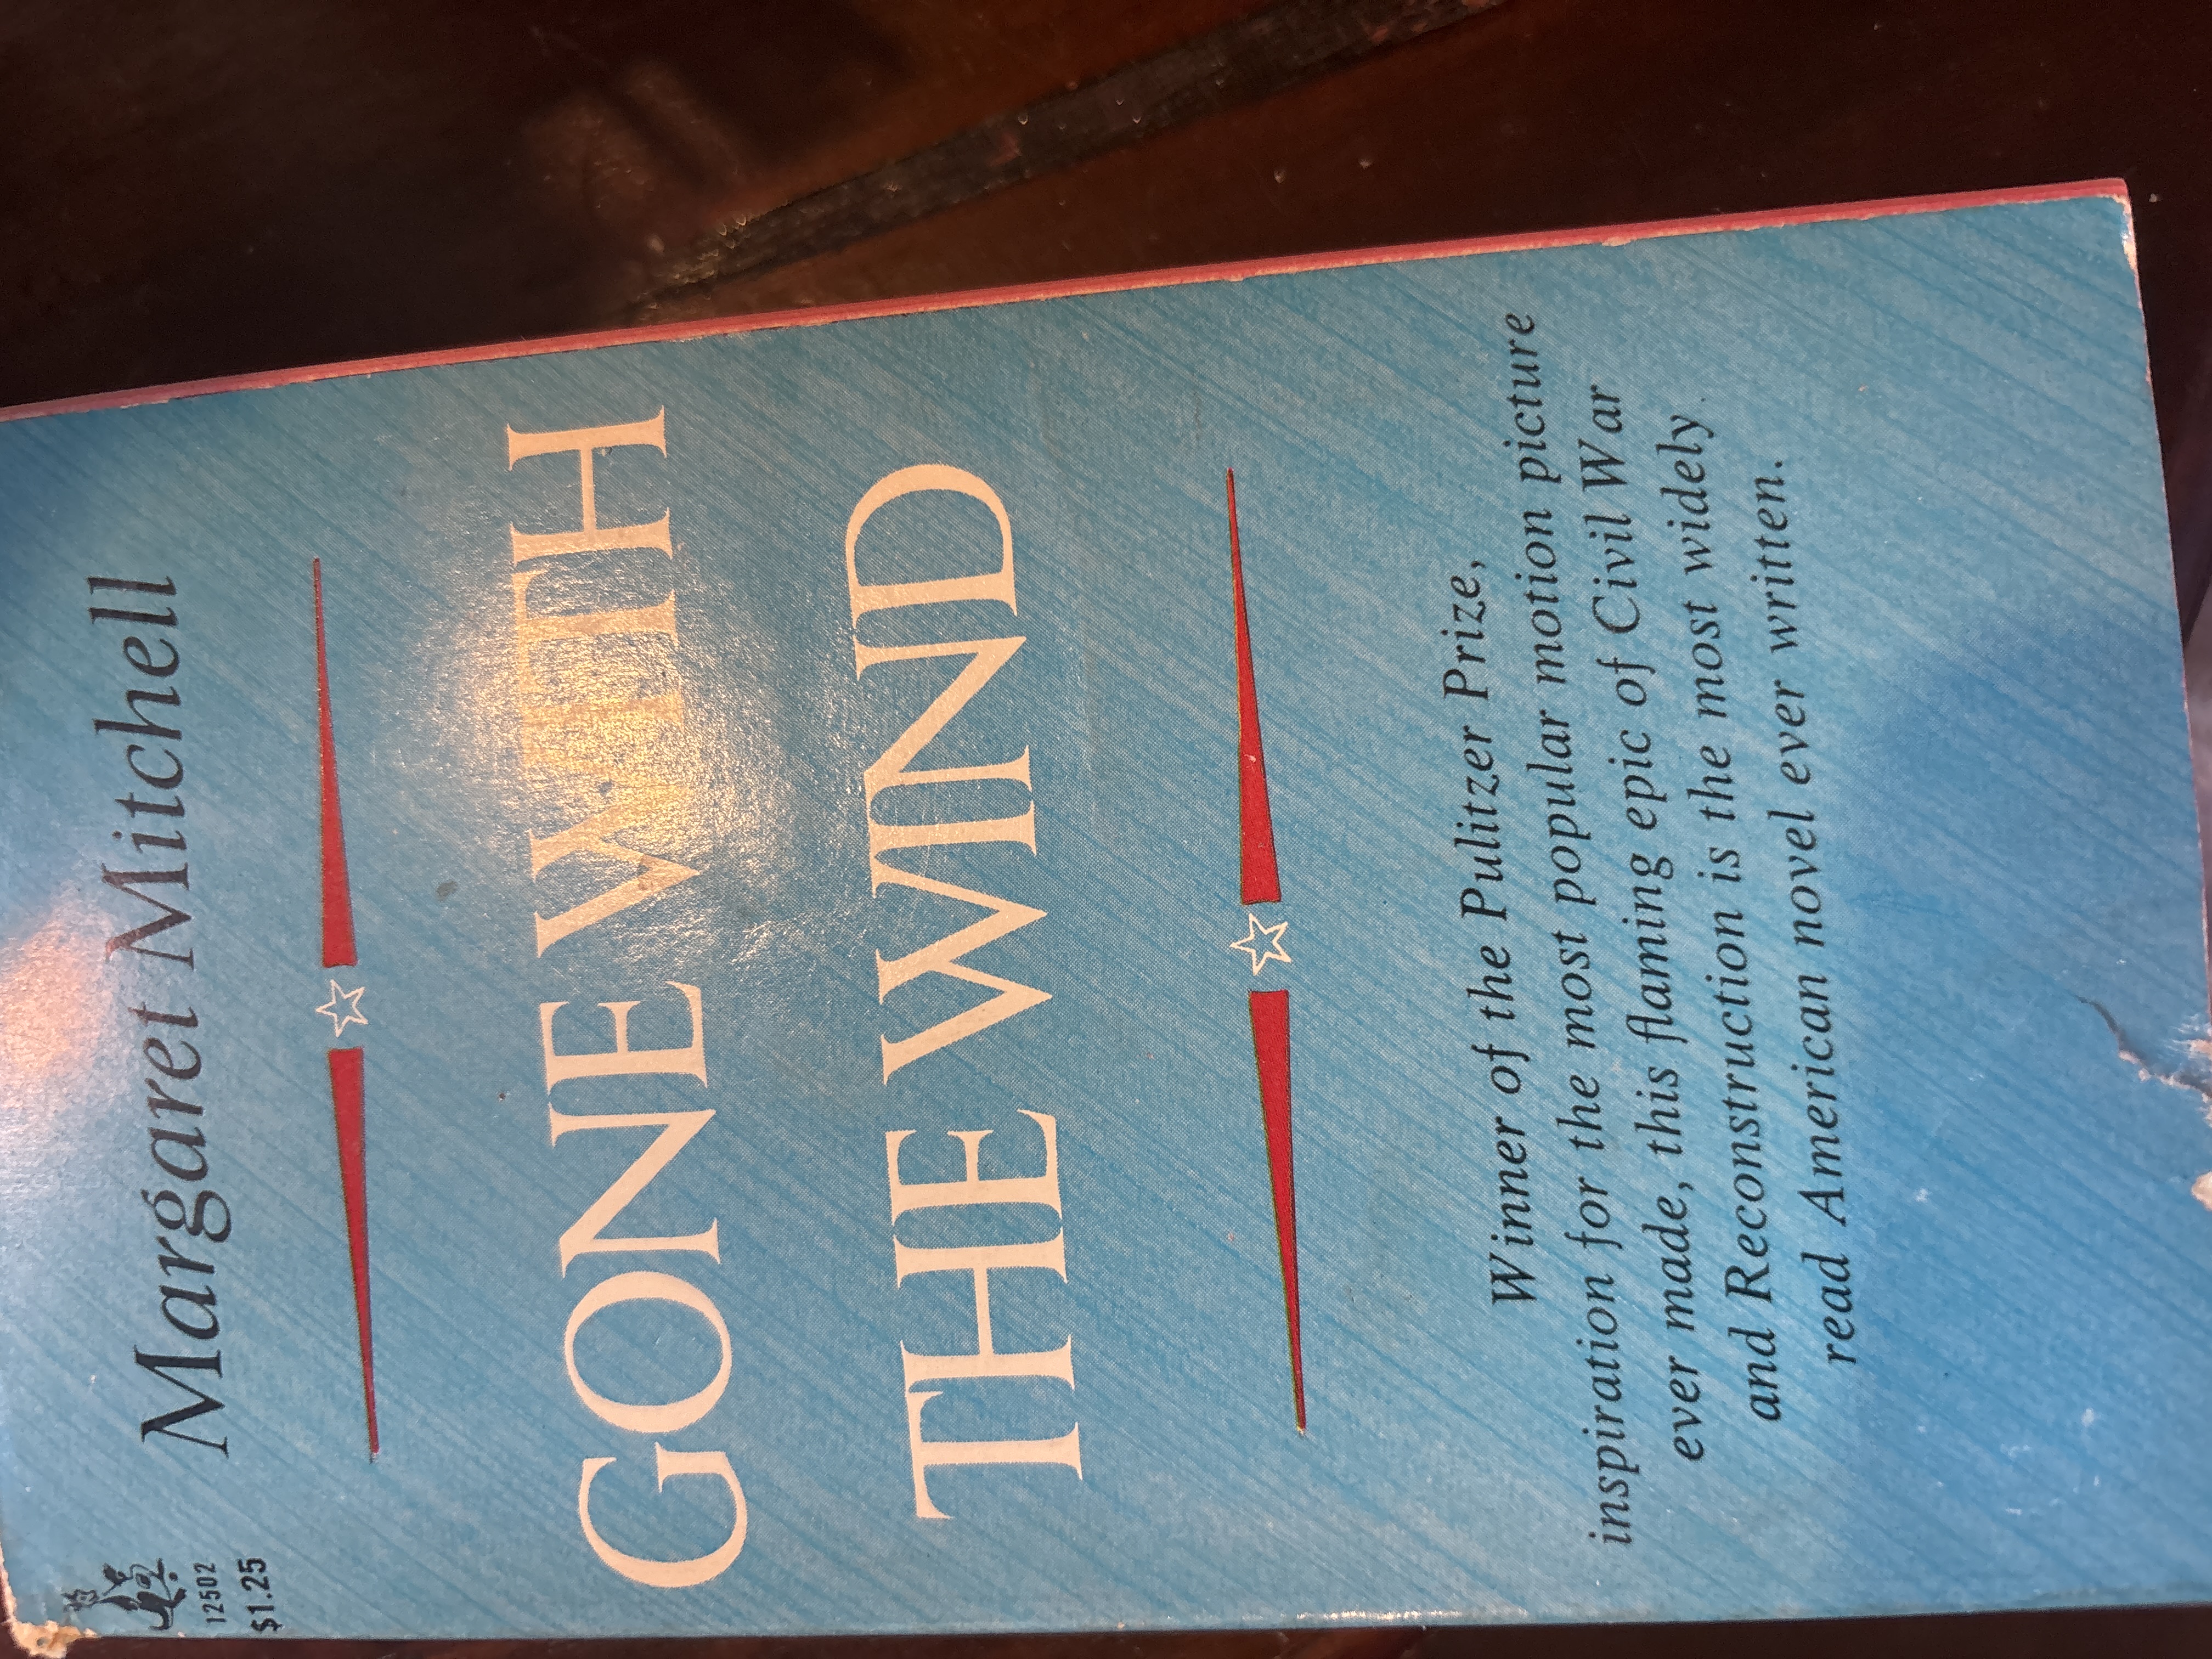 12502
$1.25
Margaret Mitchell
GONE WITH
THE WIND
Winner of the Pulitzer Prize,
inspiration for the most popular motion picture
ever made, this flaming epic of Civil War
and Reconstruction is the most widely
read American novel ever written.